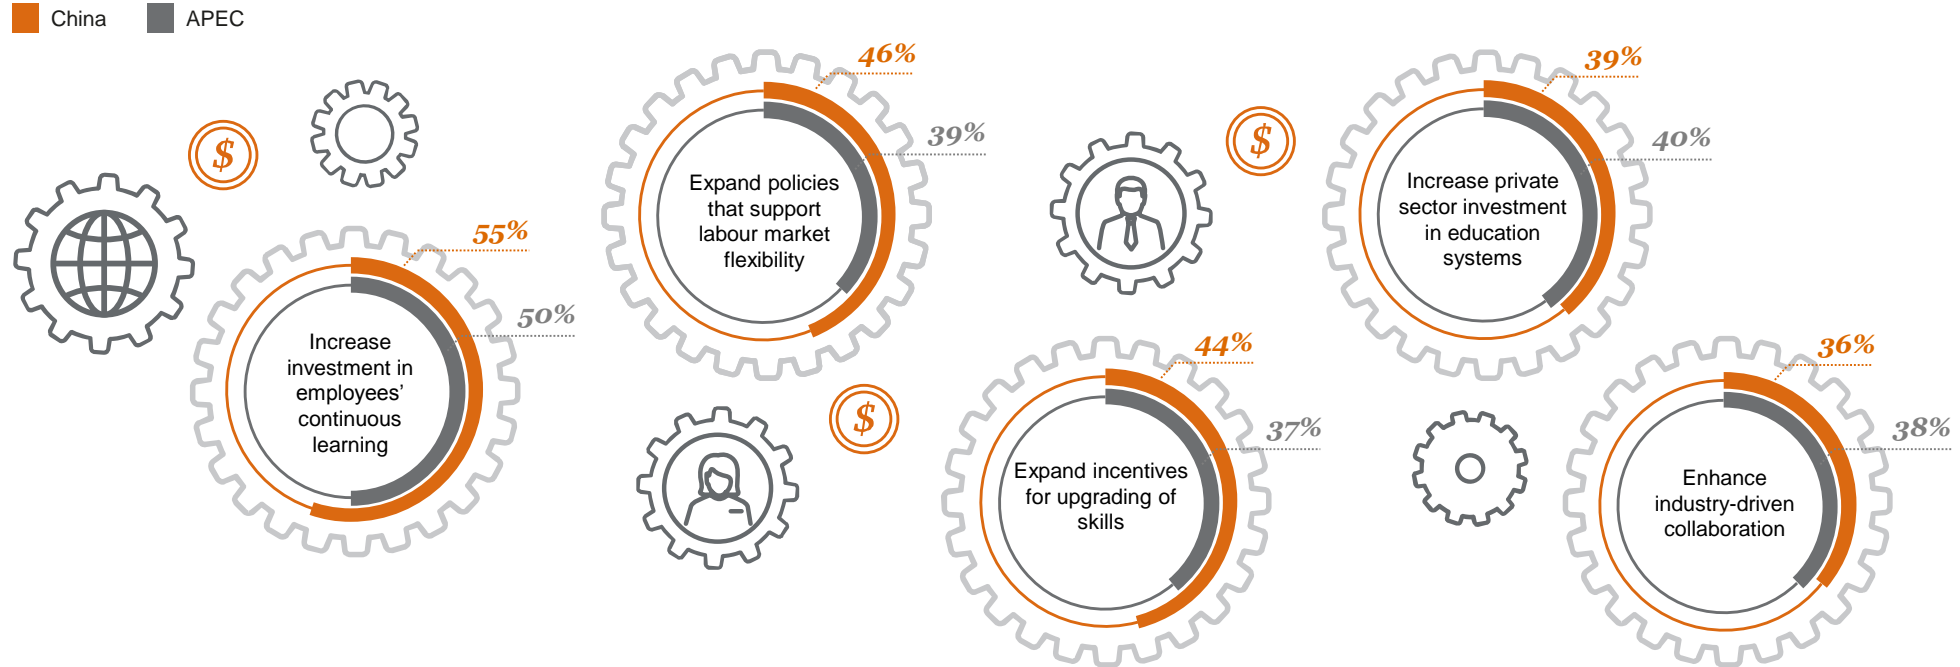 China
APEC
55%
50%
Increase
investment in
employees’
continuous
learning
$
46%
39%
Expand policies
that support
labour market
flexibility
$
44%
37%
Expand incentives
for upgrading of
skills
$
39%
40%
Increase private
sector investment
in education
systems
36%
38%
Enhance
industry-driven
collaboration